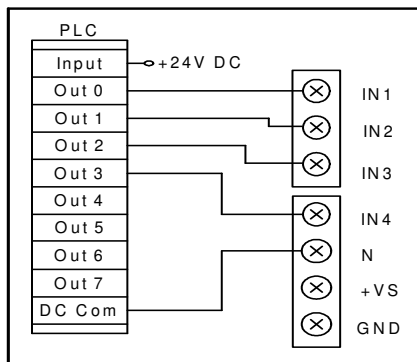 PLC
Input
+24V DC
Out 0
Out 1
Out 2
Out 3
Out 4
Out 5
Out 6
Out 7
DC Com
IN1
IN2
IN3
IN4
N
+VS
GND